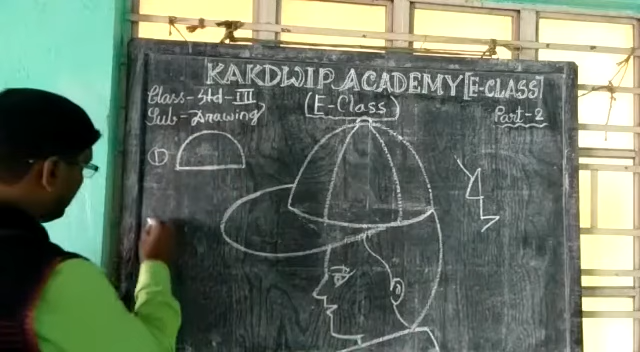 KAKDWIP ACADEMY [E-CLASS]
Class - Std - III
(E-Class)
Sub - Drawing
Part-2
①